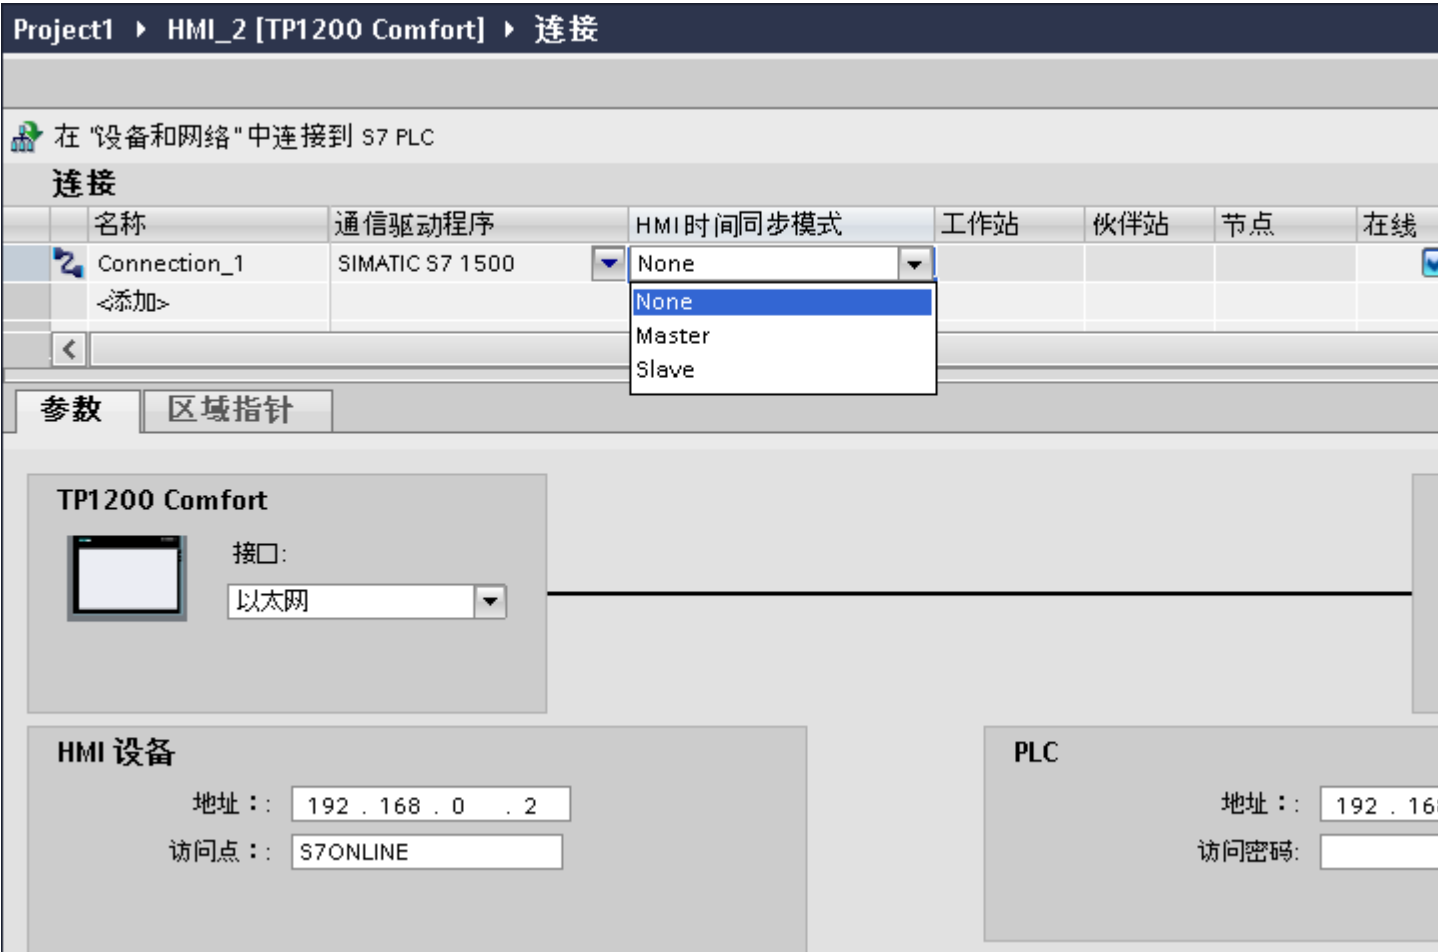 Project1 ▸ HMI_2 [TP1200 Comfort] ▸ 连接
在 "设备和网络" 中连接到 S7 PLC
连接
名称 通信驱动程序 HMI时间同步模式 工作站 伙伴站 节点 在线
Connection_1 SIMATIC S7 1500 None
<添加>
None
Master
Slave
参数 区域指针
TP1200 Comfort
接口:
以太网
HMI 设备 PLC
地址：: 192 . 168 . 0 . 2 地址：: 192 . 16
访问点：: S7ONLINE 访问密码: